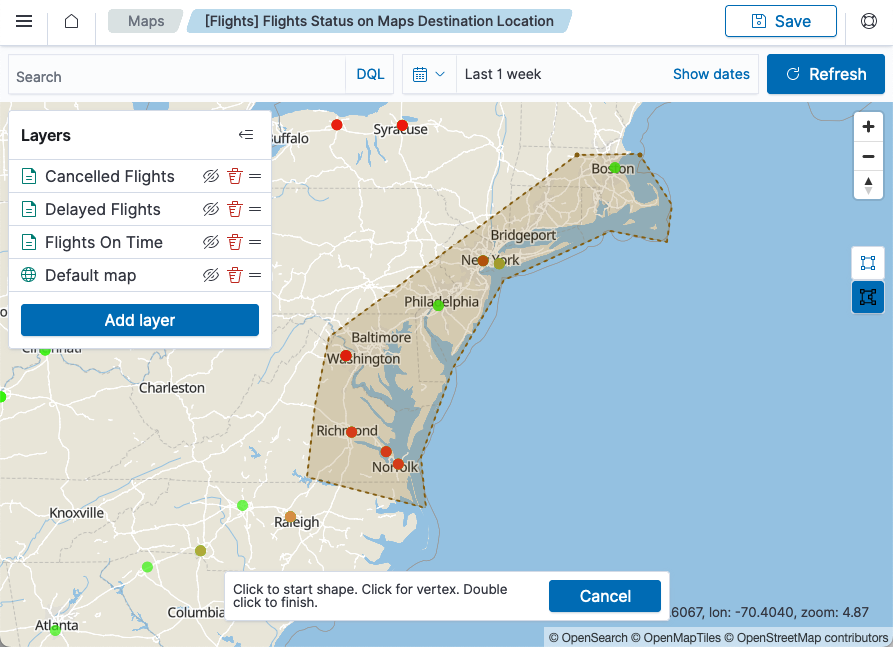 Maps
[Flights] Flights Status on Maps Destination Location
Save
Search
DQL
Last 1 week
Show dates
Refresh
Layers
Cancelled Flights
Delayed Flights
Flights On Time
Default map
Add layer
Syracuse
Boston
Bridgeport
New York
Philadelphia
Baltimore
Washington
Charleston
Richmond
Norfolk
Knoxville
Raleigh
Columbia
Atlanta
Click to start shape. Click for vertex. Double
click to finish.
Cancel
6067, lon: -70.4040, zoom: 4.87
© OpenSearch © OpenMapTiles © OpenStreetMap contributors